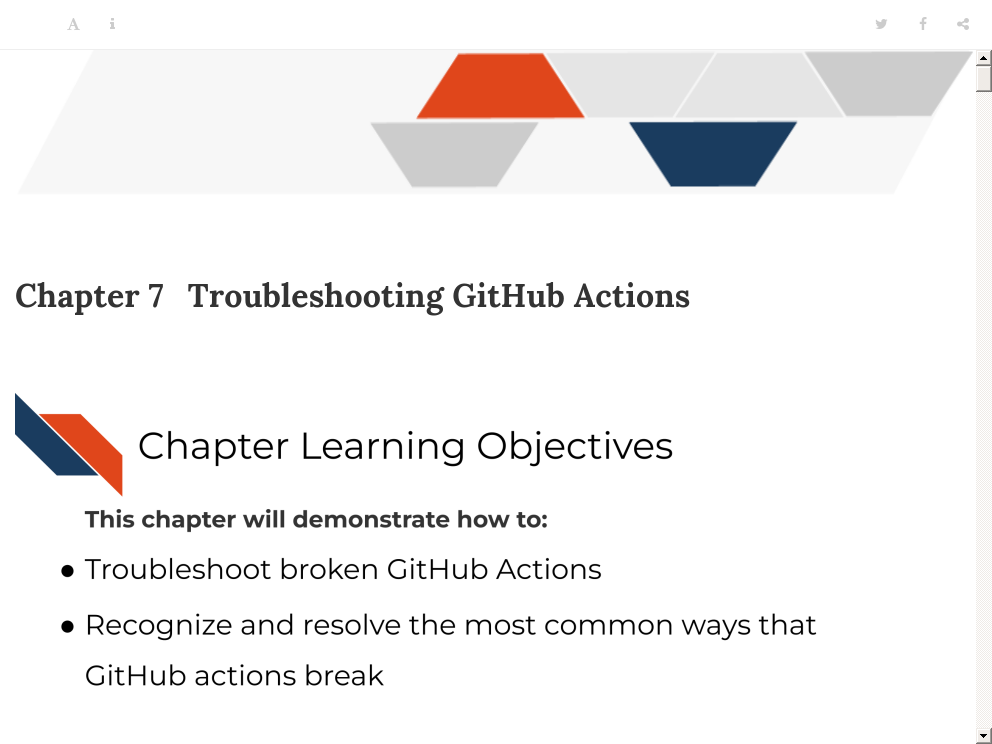 Chapter 7 Troubleshooting GitHub Actions
Chapter Learning Objectives
This chapter will demonstrate how to:
● Troubleshoot broken GitHub Actions
● Recognize and resolve the most common ways that
GitHub actions break